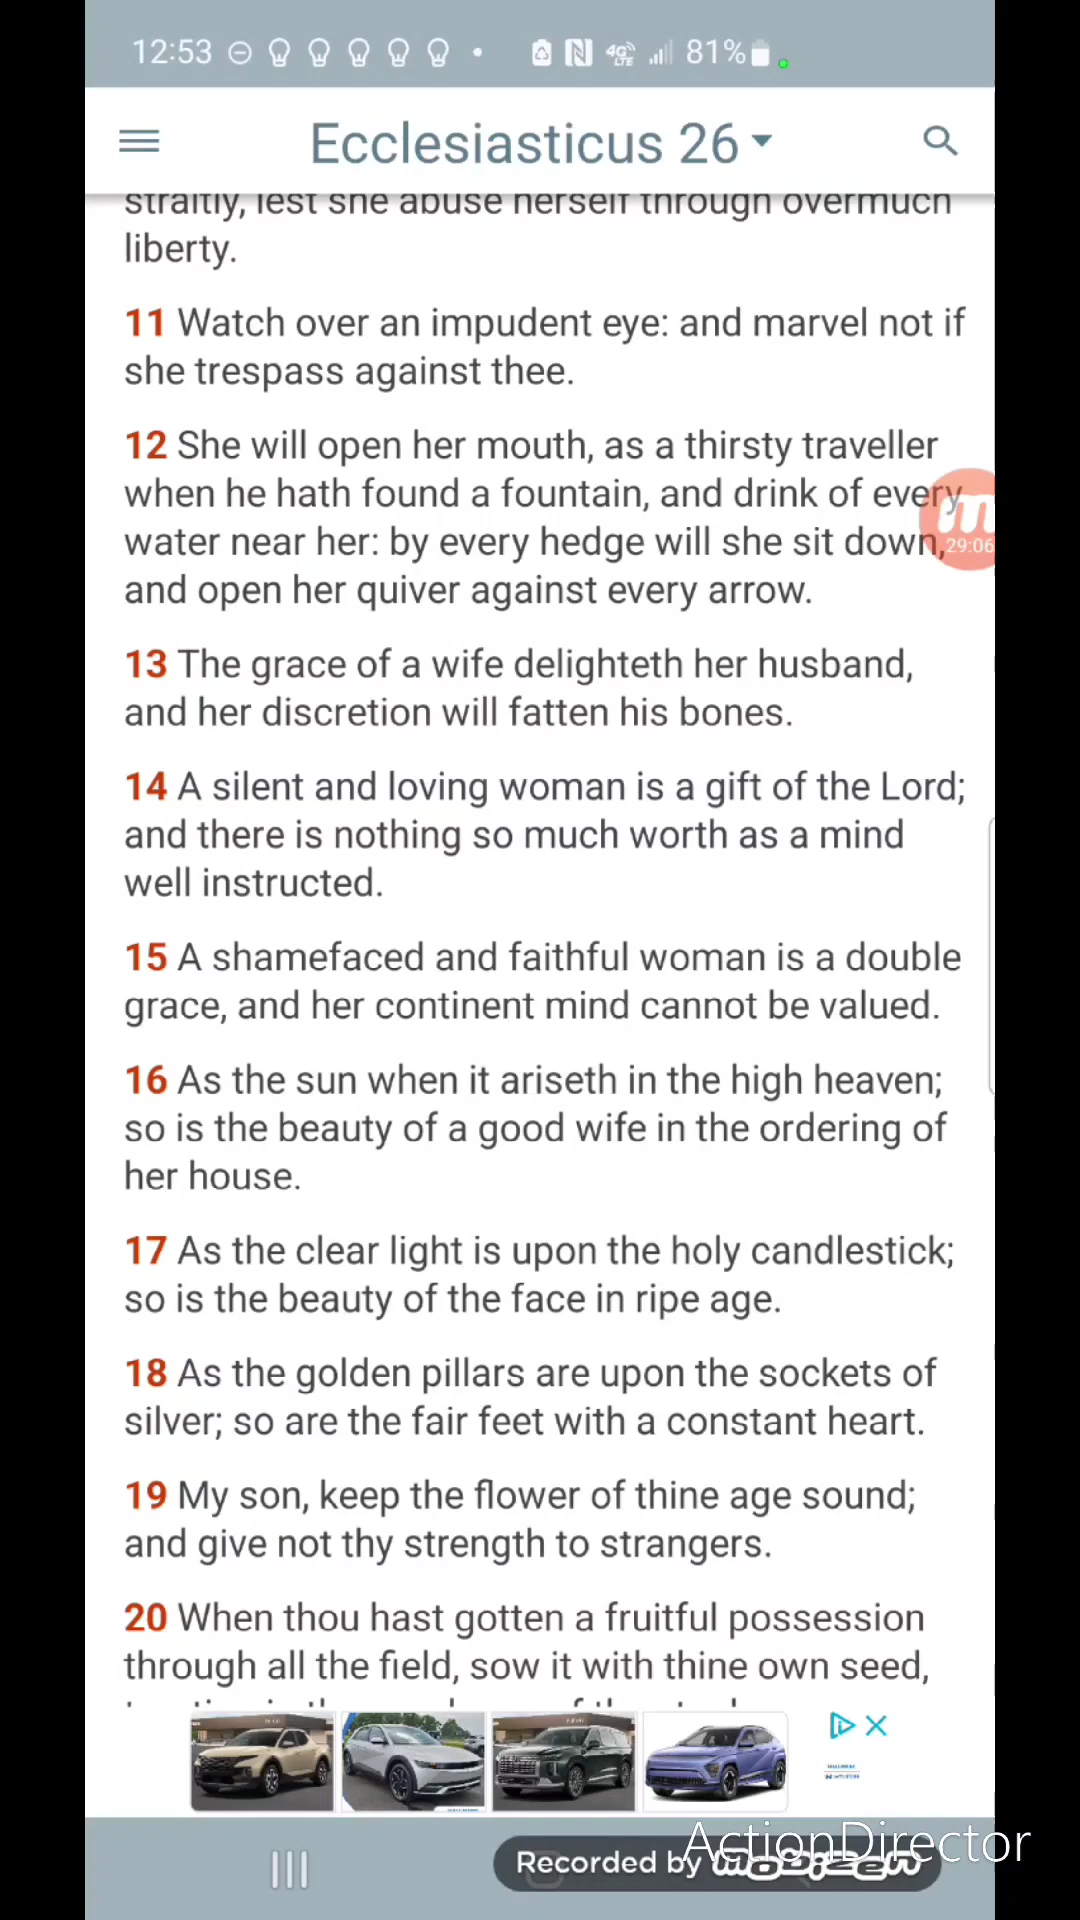 12:53
4G
LTE
81%
Ecclesiasticus 26
straitly, lest she abuse herself through overmuch
liberty.
11 Watch over an impudent eye: and marvel not if
she trespass against thee.
12 She will open her mouth, as a thirsty traveller
when he hath found a fountain, and drink of every
water near her: by every hedge will she sit down,
and open her quiver against every arrow.
29:06
13 The grace of a wife delighteth her husband,
and her discretion will fatten his bones.
14 A silent and loving woman is a gift of the Lord;
and there is nothing so much worth as a mind
well instructed.
15 A shamefaced and faithful woman is a double
grace, and her continent mind cannot be valued.
16 As the sun when it ariseth in the high heaven;
so is the beauty of a good wife in the ordering of
her house.
17 As the clear light is upon the holy candlestick;
so is the beauty of the face in ripe age.
18 As the golden pillars are upon the sockets of
silver; so are the fair feet with a constant heart.
19 My son, keep the flower of thine age sound;
and give not thy strength to strangers.
20 When thou hast gotten a fruitful possession
through all the field, sow it with thine own seed,
ActionDirector
Recorded by mobizen